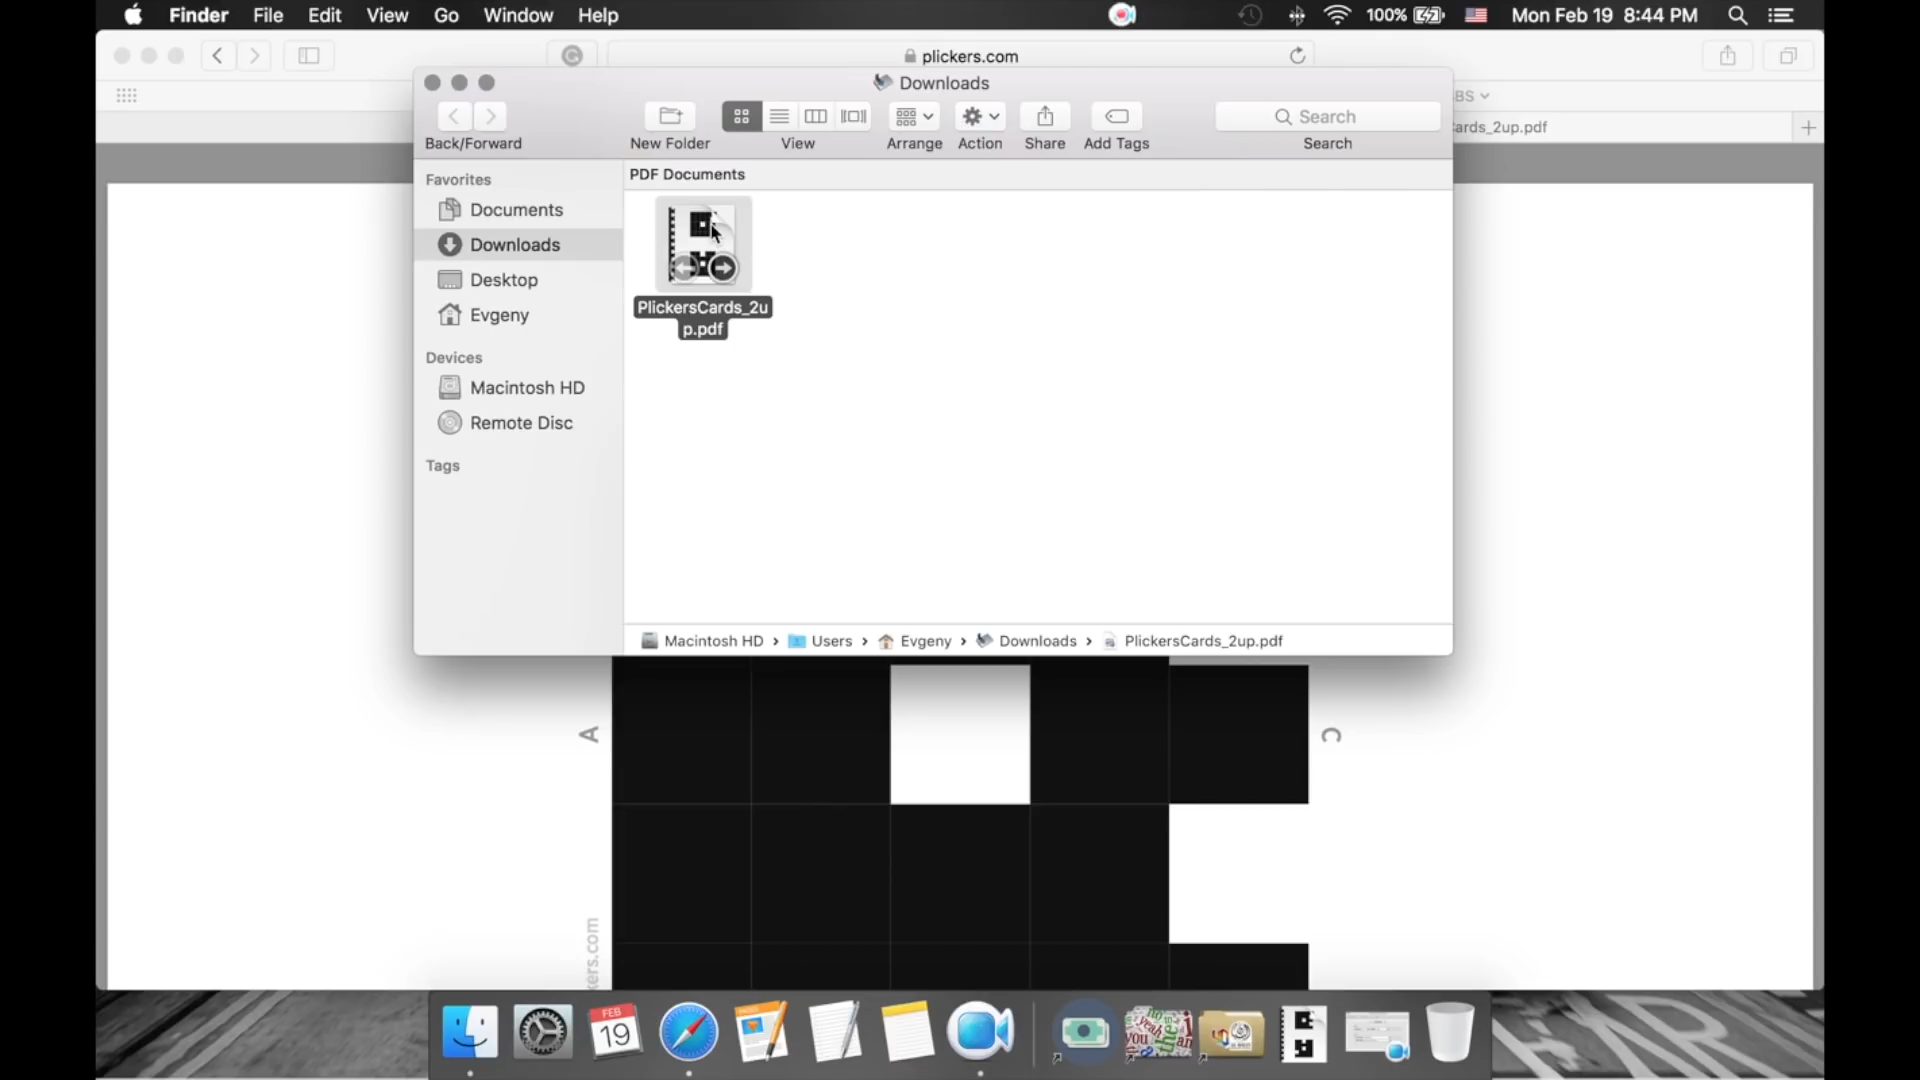 Finder File Edit View Go Window Help 100% Mon Feb 19 8:44 PM
plickers.com
Downloads
BS
Search
ards_2up.pdf
Back/Forward New Folder View Arrange Action Share Add Tags Search
Favorites
PDF Documents
Documents
Downloads
Desktop
Evgeny
PlickersCards_2u
p.pdf
Devices
Macintosh HD
Remote Disc
Tags
Macintosh HD › Users › Evgeny › Downloads › PlickersCards_2up.pdf
A
C
kers.com
FEB
19